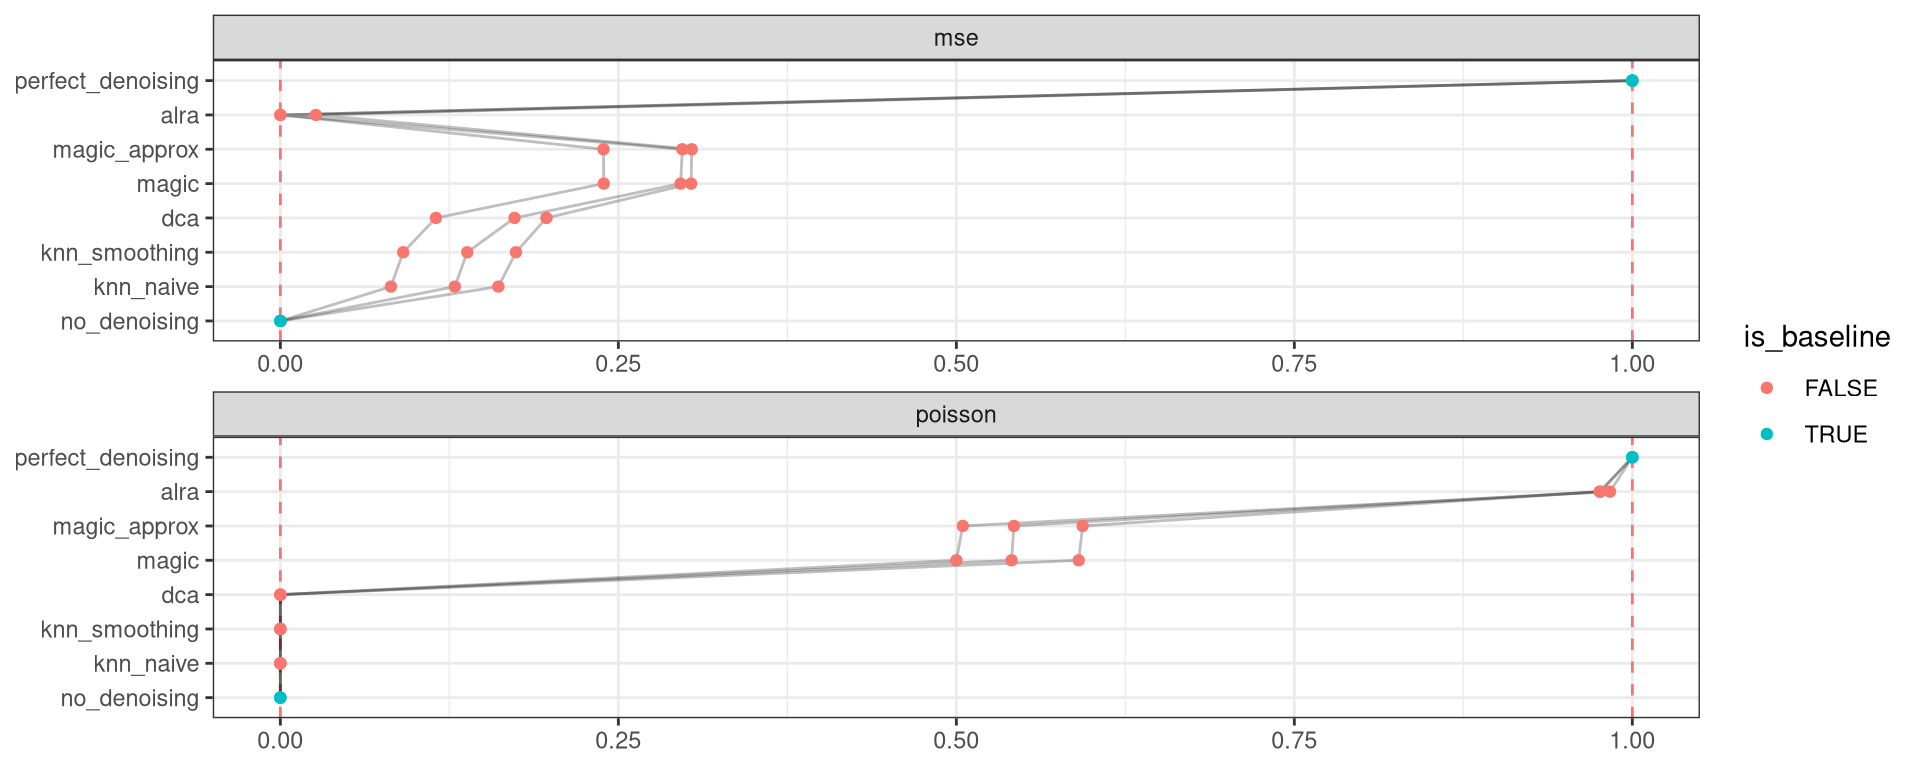 mse
perfect_denoising
alra
magic_approx
magic
dca
knn_smoothing
knn_naive
no_denoising
0.00 0.25 0.50 0.75 1.00
poisson
perfect_denoising
alra
magic_approx
magic
dca
knn_smoothing
knn_naive
no_denoising
0.00 0.25 0.50 0.75 1.00
is_baseline
FALSE
TRUE